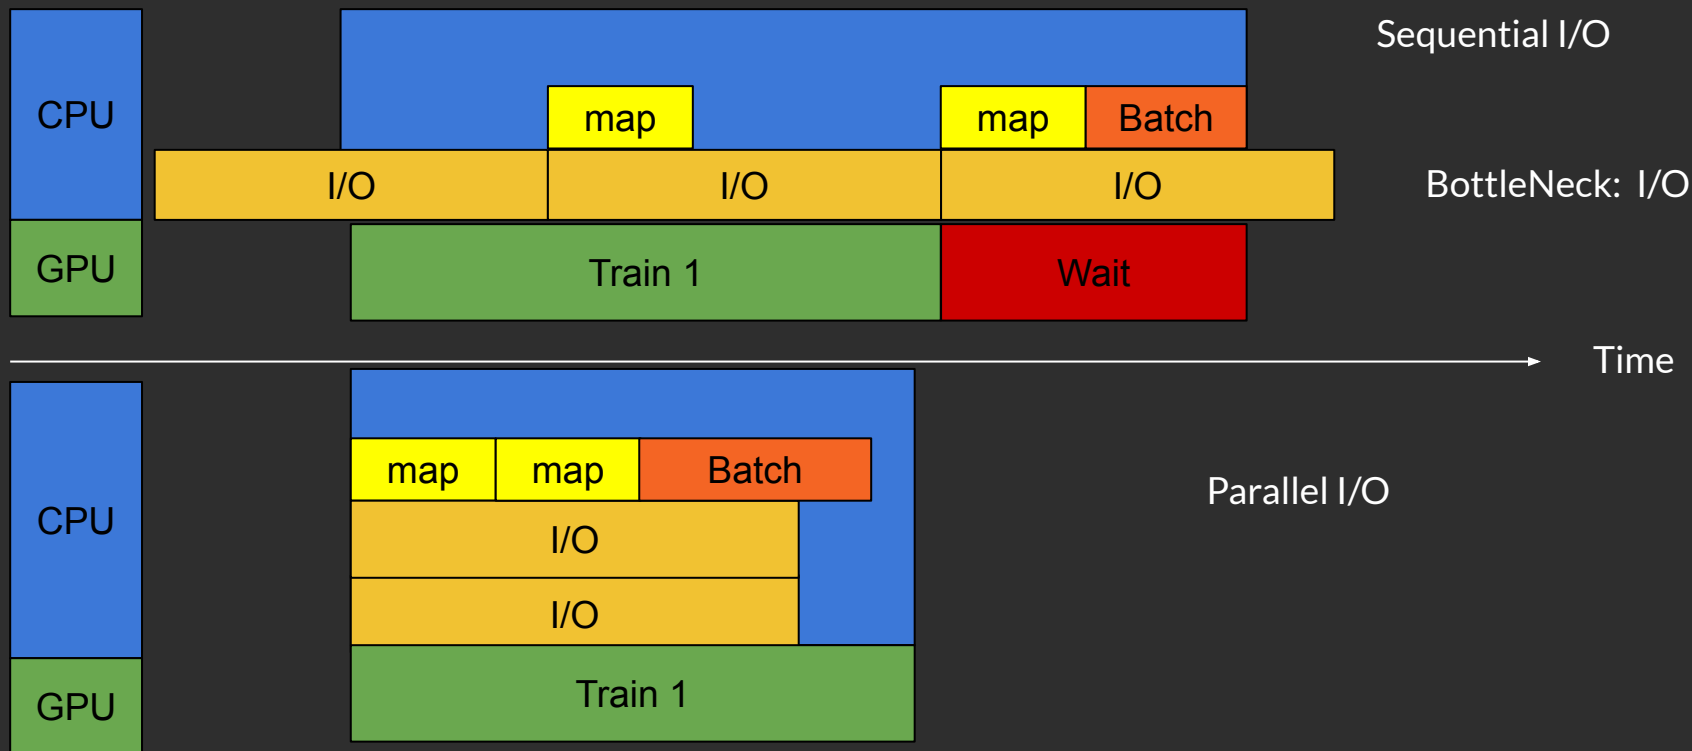 Sequential I/O
CPU
map
map
Batch
I/O
I/O
I/O
BottleNeck: I/O
GPU
Train 1
Wait
Time
CPU
map
map
Batch
Parallel I/O
I/O
I/O
GPU
Train 1